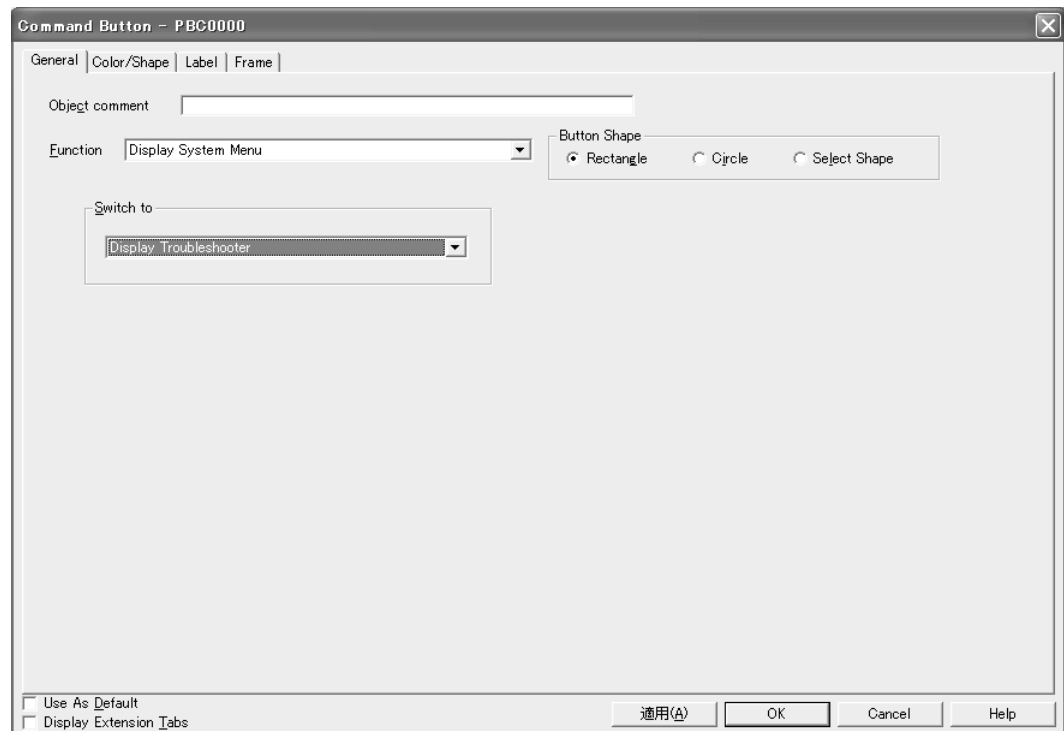 Command Button - PBC0000
General Color/Shape Label Frame
Object comment
Function Display System Menu
Button Shape
Rectangle Circle Select Shape
Switch to
Display Troubleshooter
Use As Default
Display Extension Tabs
適用(A) OK Cancel Help